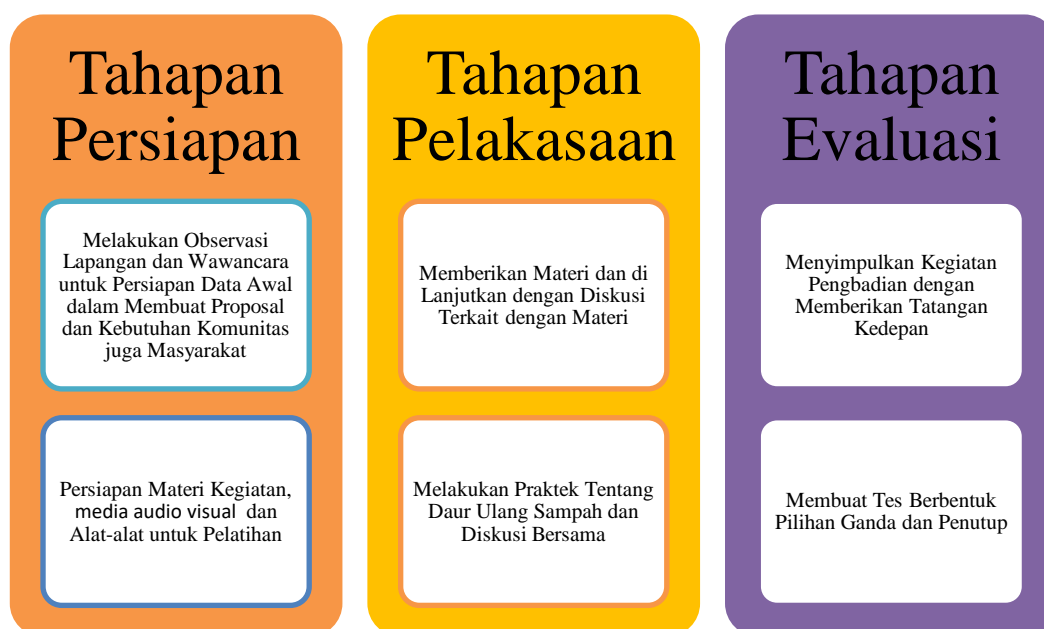 Tahapan
Persiapan
Melakukan Observasi
Lapangan dan Wawancara
untuk Persiapan Data Awal
dalam Membuat Proposal
dan Kebutuhan Komunitas
juga Masyarakat
Persiapan Materi Kegiatan,
media audio visual dan
Alat-alat untuk Pelatihan
Tahapan
Pelakasaan
Memberikan Materi dan di
Lanjutkan dengan Diskusi
Terkait dengan Materi
Melakukan Praktek Tentang
Daur Ulang Sampah dan
Diskusi Bersama
Tahapan
Evaluasi
Menyimpulkan Kegiatan
Pengbadian dengan
Memberikan Tatangan
Kedepan
Membuat Tes Berbentuk
Pilihan Ganda dan Penutup